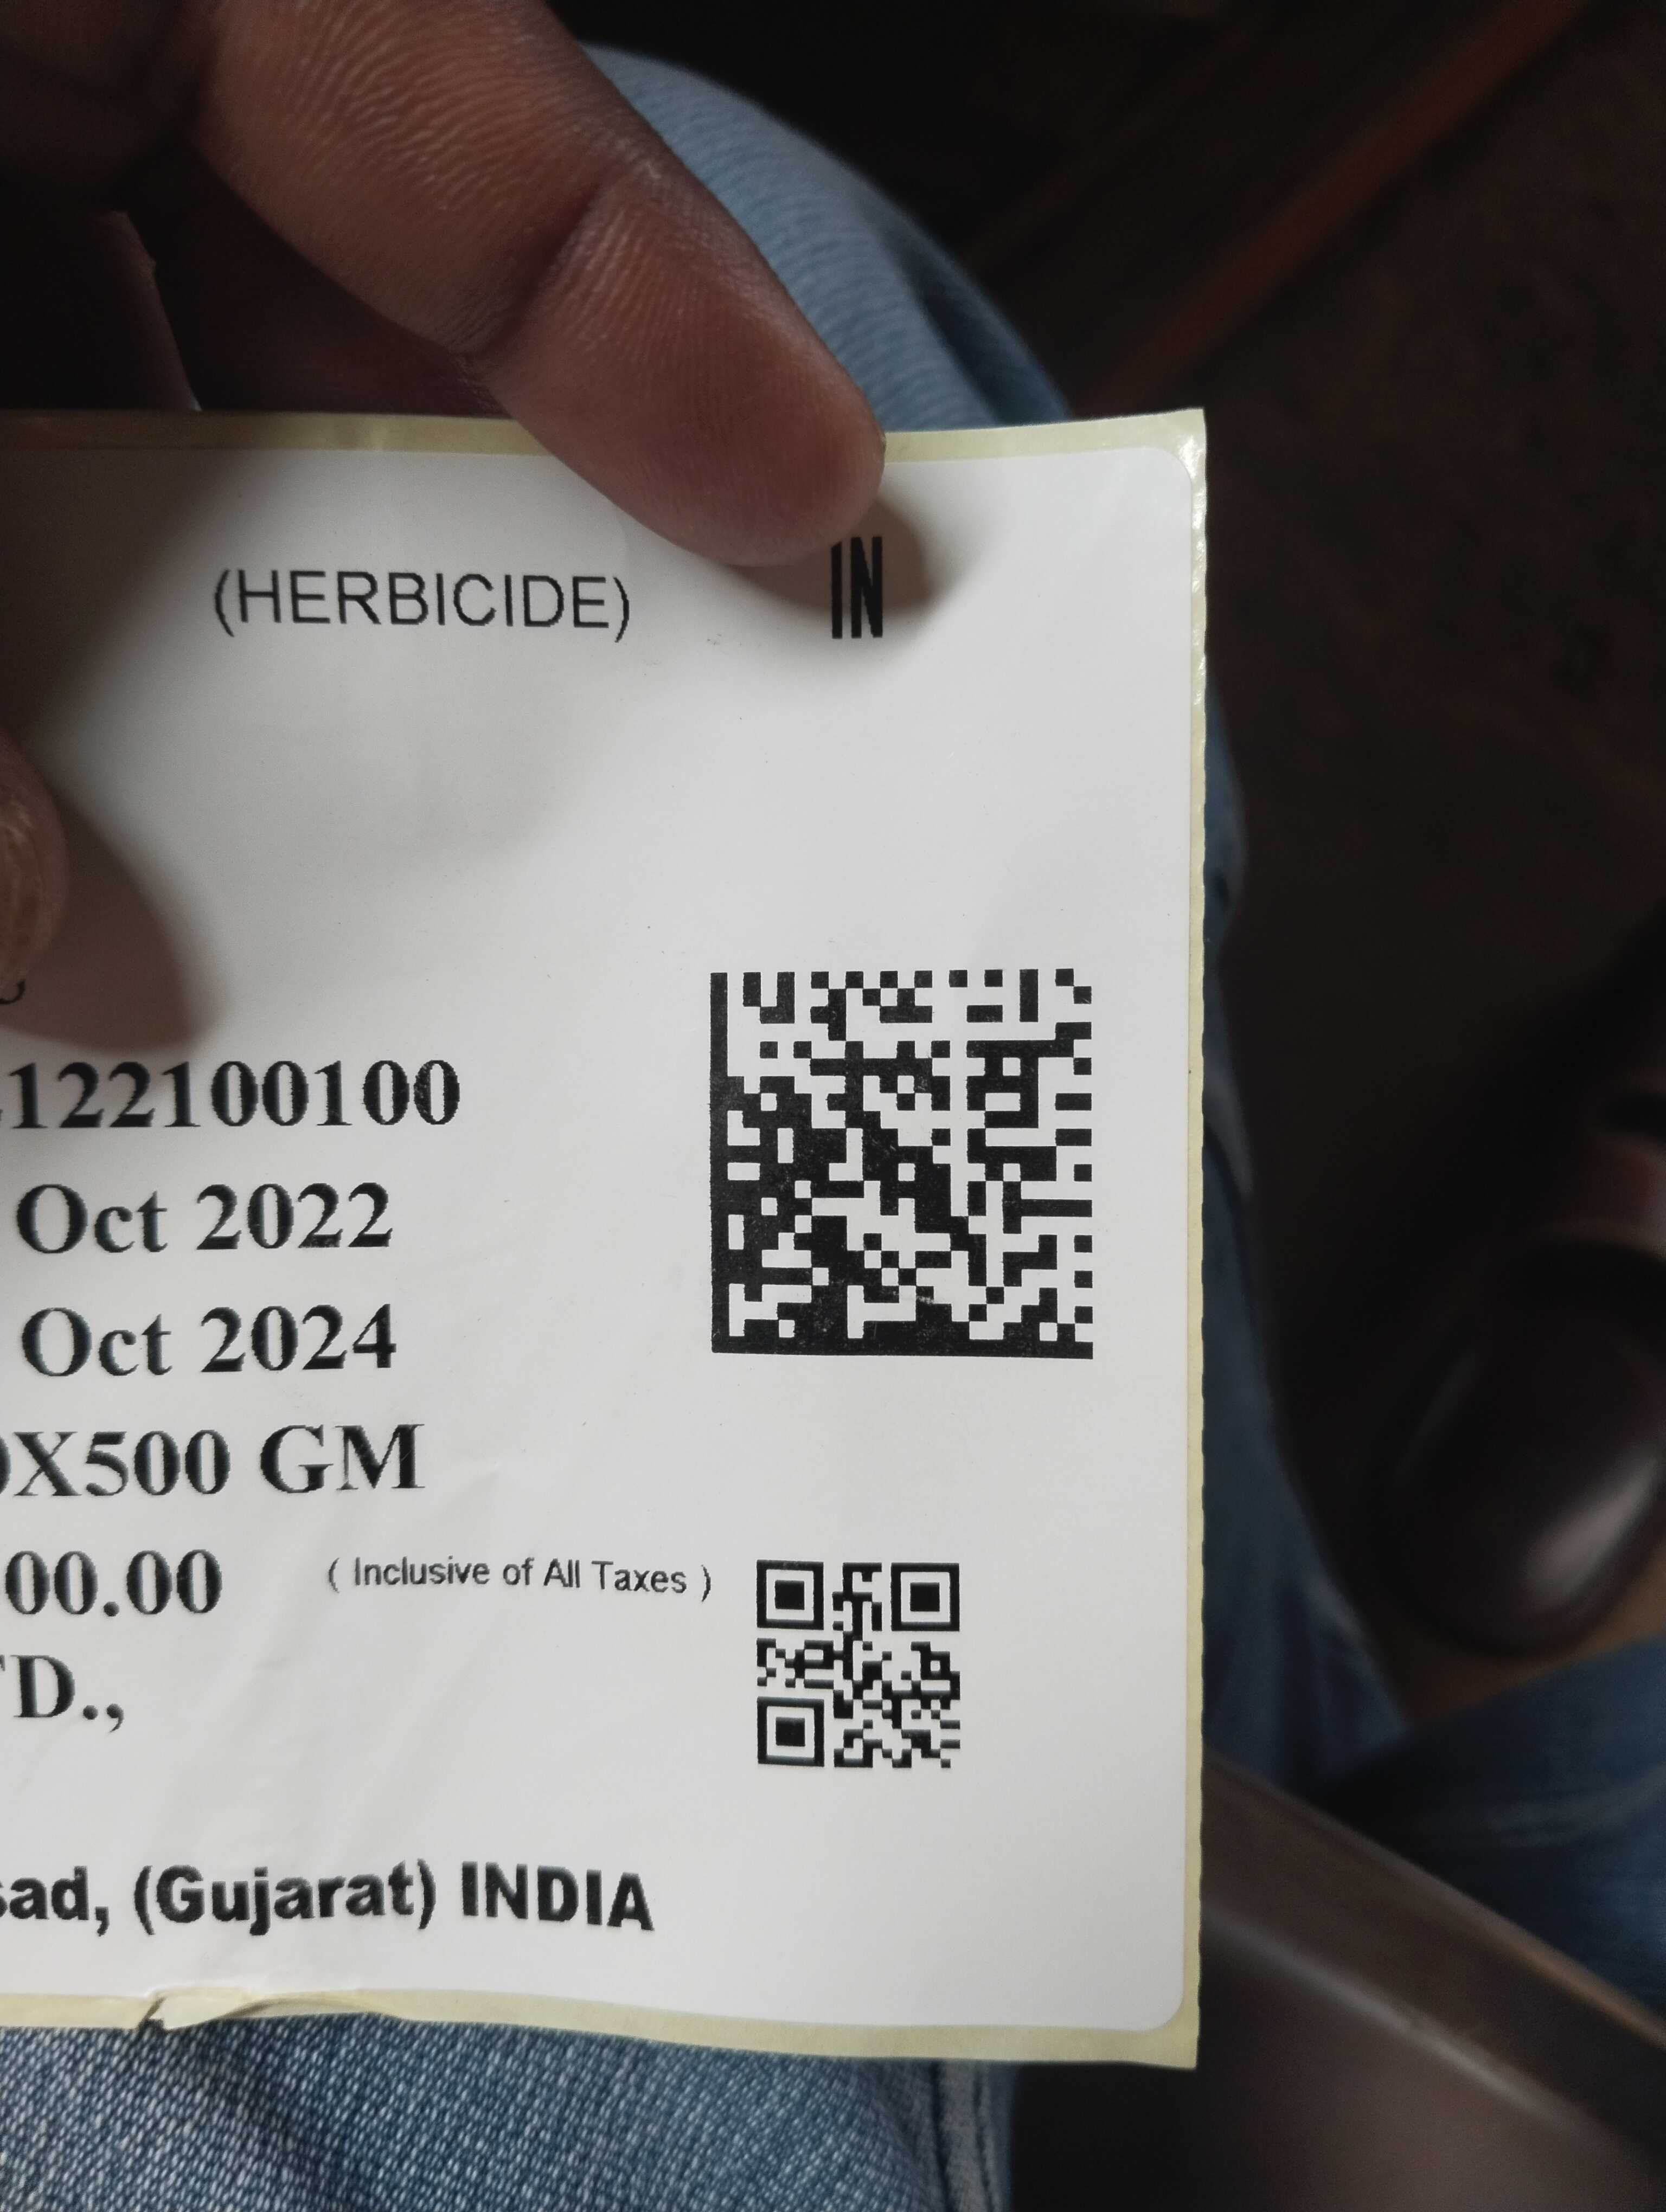 (HERBICIDE) IN
122100100
Oct 2022
Oct 2024
X500 GM
00.00 ( Inclusive of All Taxes )
D.,
sad, (Gujarat) INDIA